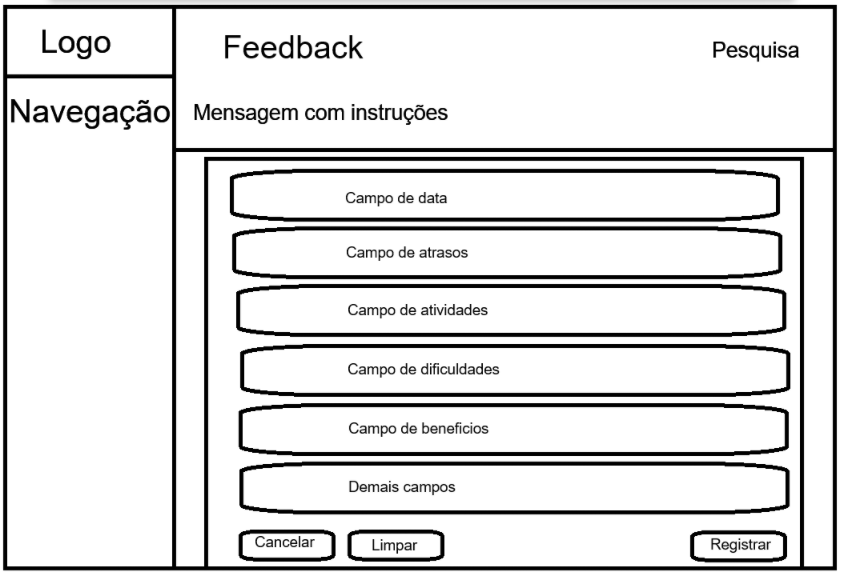 Logo
Feedback
Pesquisa
Navegação
Mensagem com instruções
Campo de data
Campo de atrasos
Campo de atividades
Campo de dificuldades
Campo de beneficios
Demais campos
Cancelar
Limpar
Registrar